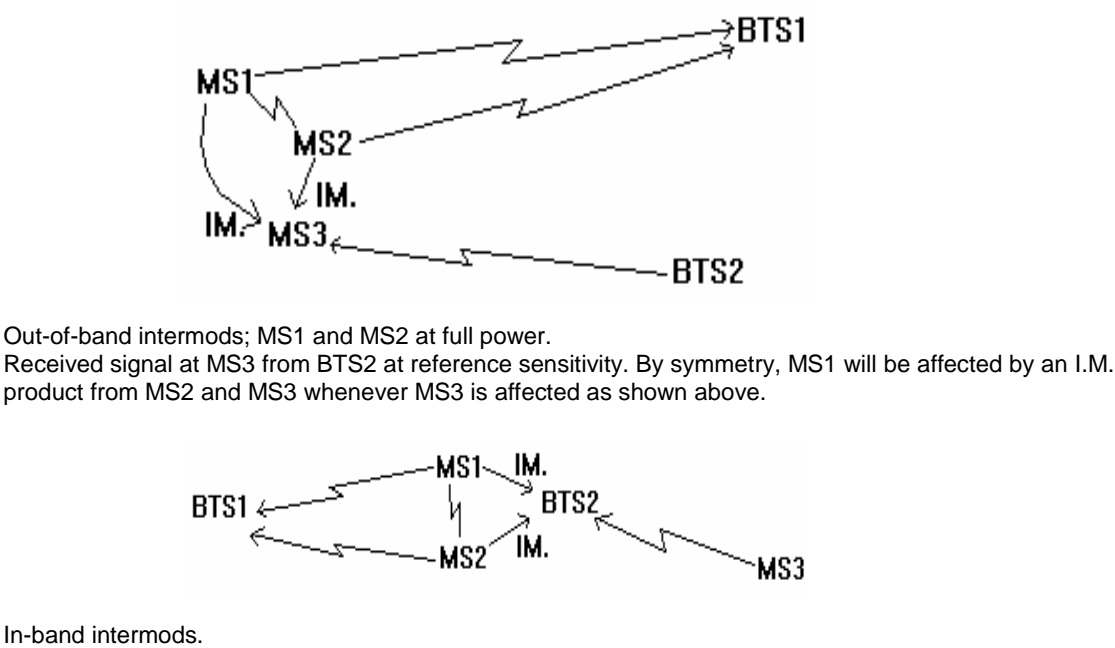 BTS1
MS1
MS2
IM.
IM.
MS3
BTS2
Out-of-band intermods; MS1 and MS2 at full power.
Received signal at MS3 from BTS2 at reference sensitivity. By symmetry, MS1 will be affected by an I.M.
product from MS2 and MS3 whenever MS3 is affected as shown above.
MS1
IM.
BTS1
BTS2
MS2
IM.
MS3
In-band intermods.